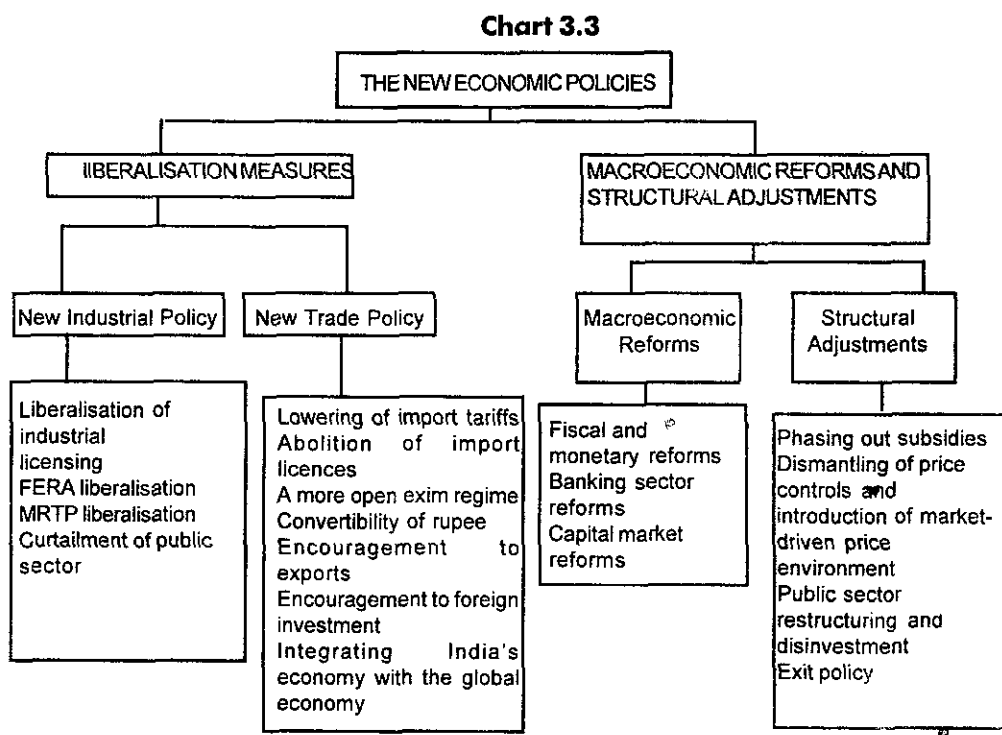 Chart 3.3
THE NEW ECONOMIC POLICIES
lIBERALISATION MEASURES
MACROECONOMIC REFORMS AND
STRUCTURAL ADJUSTMENTS
New Industrial Policy
New Trade Policy
Macroeconomic
Reforms
Structural
Adjustments
Liberalisation of
industrial
licensing
FERA liberalisation
MRTP liberalisation
Curtailment of public
sector
Lowering of import tariffs
Abolition of import
licences
A more open exim regime
Convertibility of rupee
Encouragement to
exports
Encouragement to foreign
investment
Integrating India's
economy with the global
economy
Fiscal and
monetary reforms
Banking sector
reforms
Capital market
reforms
Phasing out subsidies
Dismantling of price
controls and
introduction of market-
driven price
environment
Public sector
restructuring and
disinvestment
Exit policy